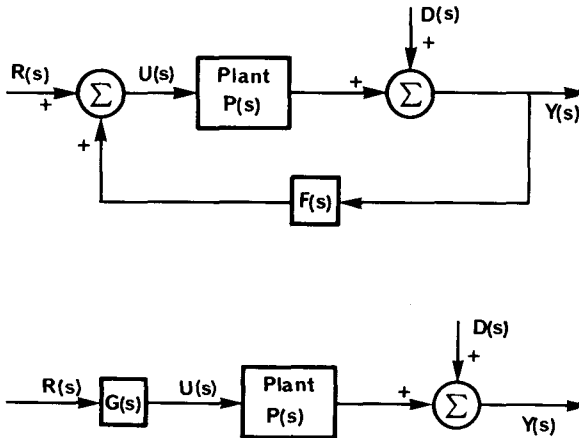 D(s)
+
R(s)
+
Σ
U(s)
Plant
P(s)
+
Σ
Y(s)
+
F(s)
D(s)
+
R(s)
G(s)
U(s)
Plant
P(s)
+
Σ
Y(s)